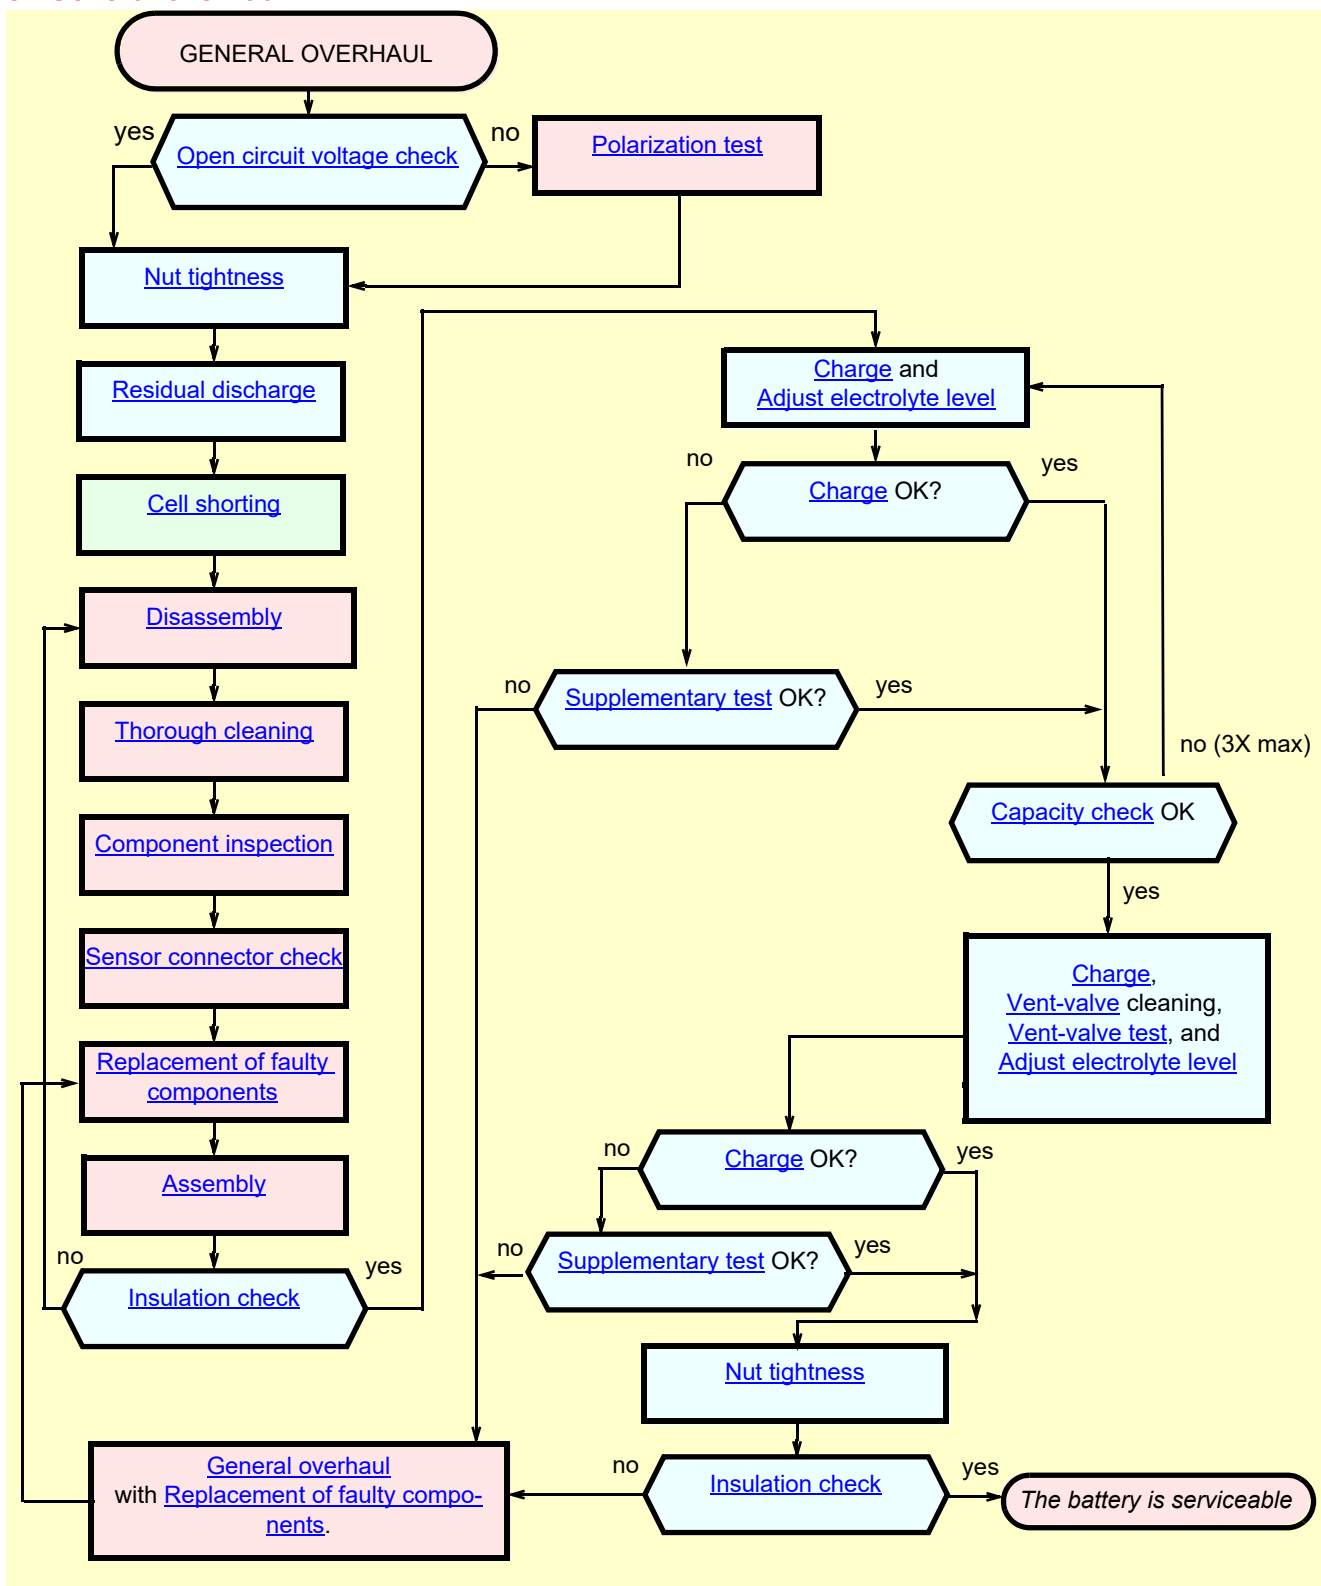 GENERAL OVERHAUL
yes
no
Open circuit voltage check
Polarization test
Nut tightness
Residual discharge
Cell shorting
Disassembly
Thorough cleaning
Component inspection
Sensor connector check
Replacement of faulty
components
Assembly
no
yes
Insulation check
Charge and
Adjust electrolyte level
no
yes
Charge OK?
no
yes
Supplementary test OK?
no (3X max)
Capacity check OK
yes
Charge,
Vent-valve cleaning,
Vent-valve test, and
Adjust electrolyte level
no
yes
Charge OK?
no
yes
Supplementary test OK?
Nut tightness
no
yes
Insulation check
The battery is serviceable
General overhaul
with Replacement of faulty compo-
nents.